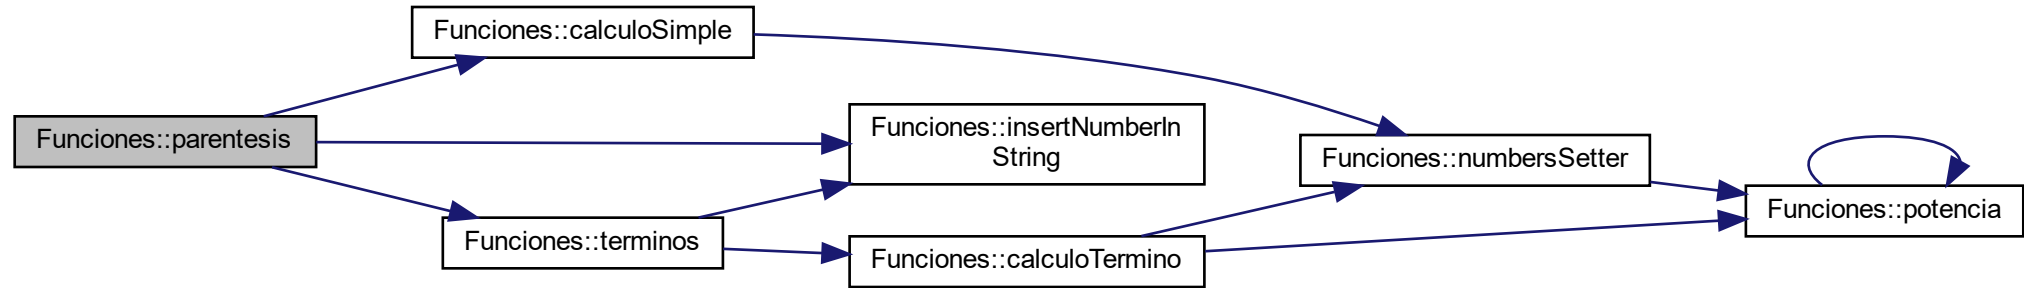 Funciones::calculoSimple
Funciones::parentesis
Funciones::insertNumberIn
String
Funciones::numbersSetter
Funciones::potencia
Funciones::terminos
Funciones::calculoTermino